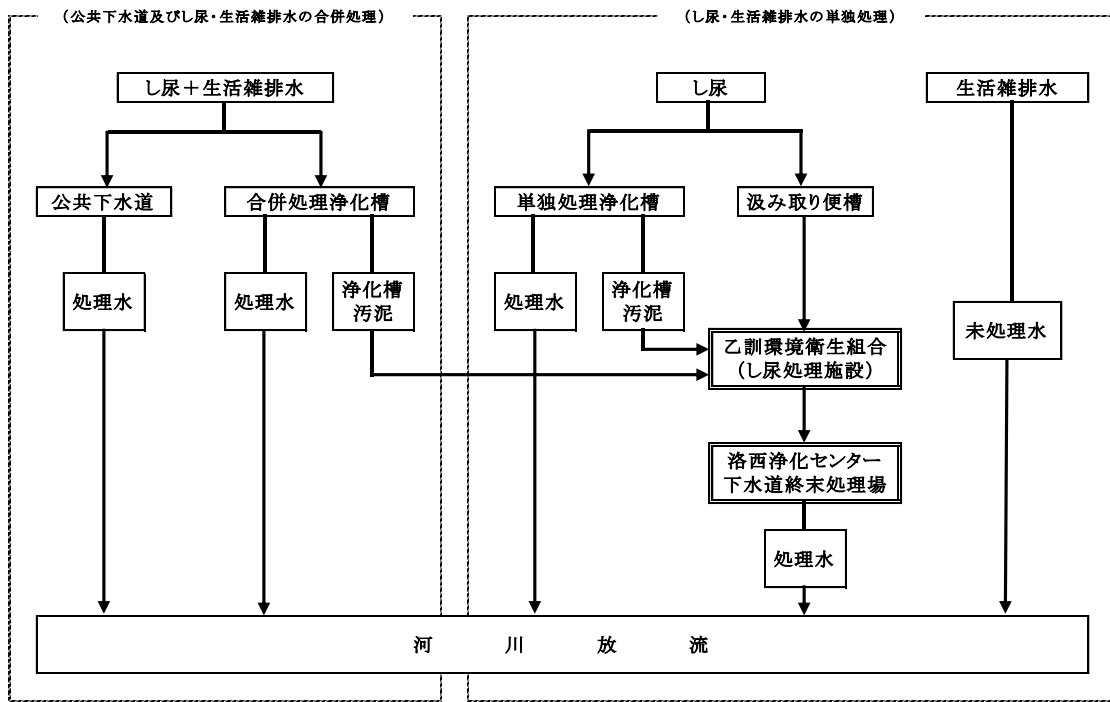 （公共下水道及びし尿・生活雑排水の合併処理）
（し尿・生活雑排水の単独処理）
し尿＋生活雑排水
し尿
生活雑排水
公共下水道
合併処理浄化槽
単独処理浄化槽
汲み取り便槽
処理水
処理水
浄化槽
汚泥
処理水
浄化槽
汚泥
未処理水
乙訓環境衛生組合
（し尿処理施設）
洛西浄化センター
下水道終末処理場
処理水
河川放流